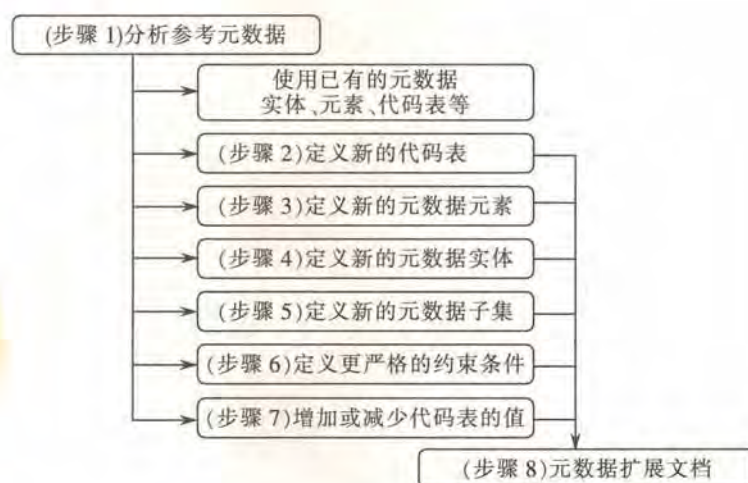 (步骤 1)分析参考元数据
使用已有的元数据
实体、元素、代码表等
(步骤 2)定义新的代码表
(步骤 3)定义新的元数据元素
(步骤 4)定义新的元数据实体
(步骤 5)定义新的元数据子集
(步骤 6)定义更严格的约束条件
(步骤 7)增加或减少代码表的值
(步骤 8)元数据扩展文档